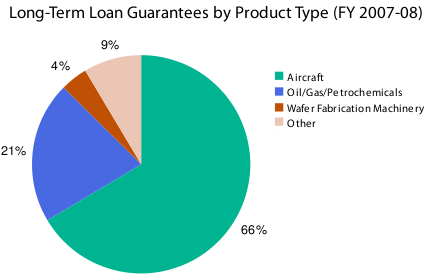 Long-Term Loan Guarantees by Product Type (FY 2007-08)
9%
4%
21%
66%
Aircraft
Oil/Gas/Petrochemicals
Wafer Fabrication Machinery
Other